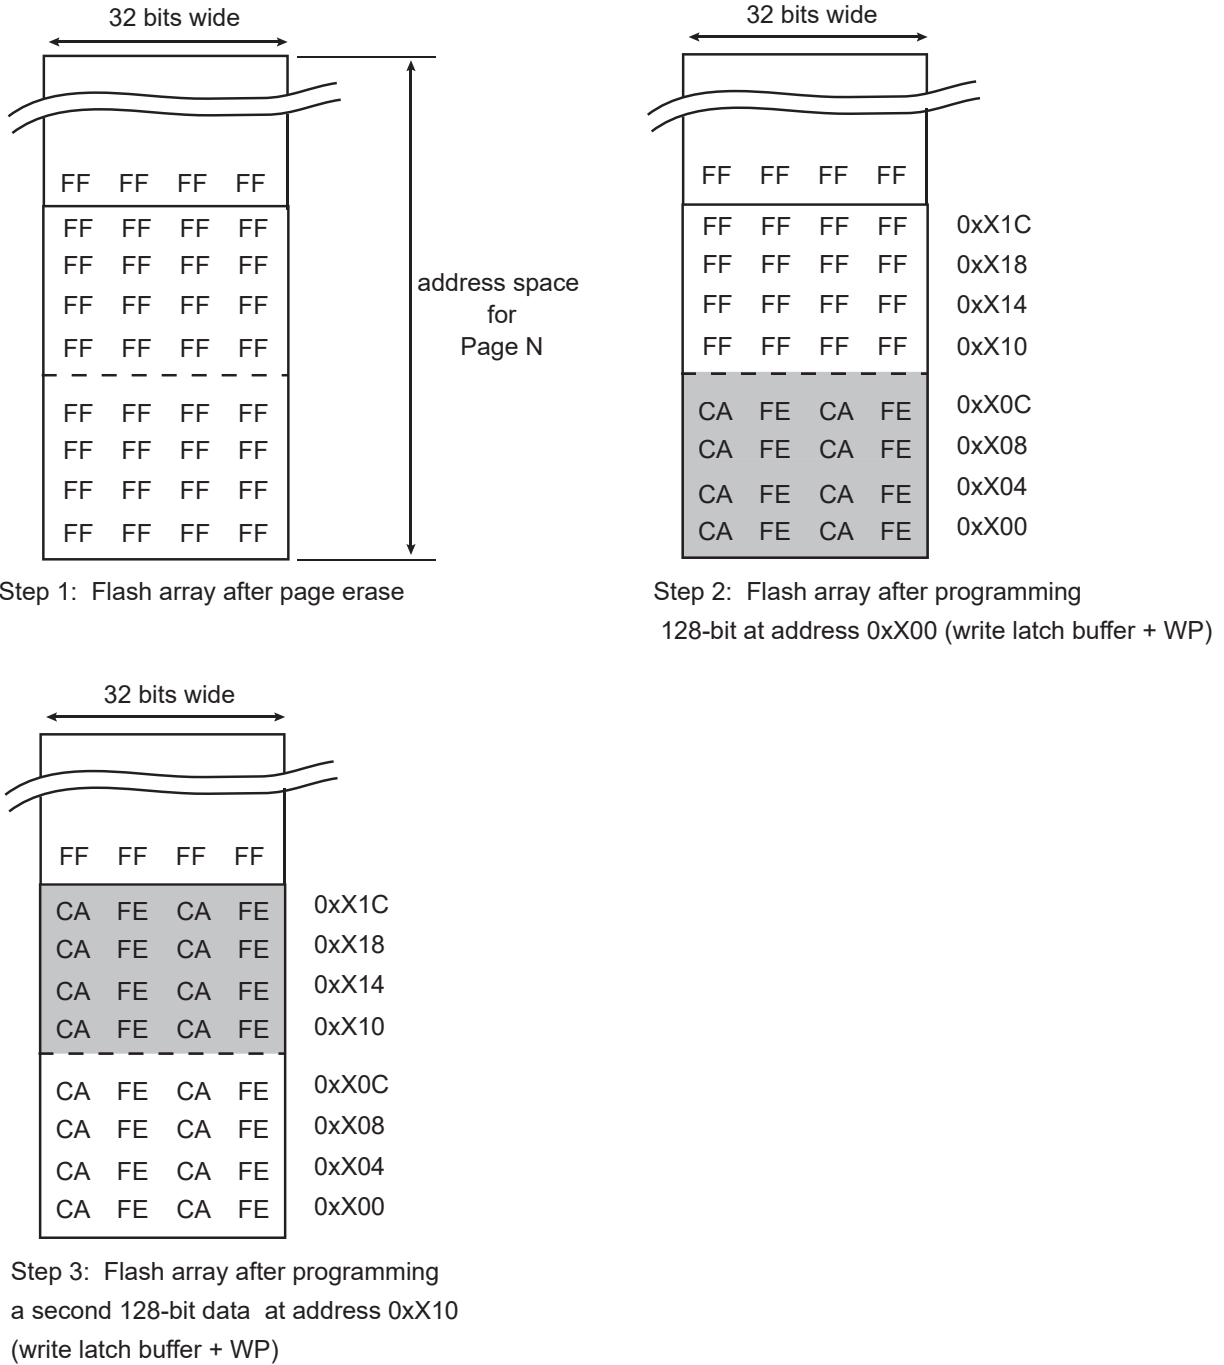 32 bits wide
FF FF FF FF
FF FF FF FF
FF FF FF FF
FF FF FF FF
FF FF FF FF
FF FF FF FF
FF FF FF FF
FF FF FF FF
FF FF FF FF
address space
for
Page N
Step 1: Flash array after page erase
32 bits wide
FF FF FF FF
FF FF FF FF 0xX1C
FF FF FF FF 0xX18
FF FF FF FF 0xX14
FF FF FF FF 0xX10
CA FE CA FE 0xX0C
CA FE CA FE 0xX08
CA FE CA FE 0xX04
CA FE CA FE 0xX00
Step 2: Flash array after programming
128-bit at address 0xX00 (write latch buffer + WP)
32 bits wide
FF FF FF FF
CA FE CA FE 0xX1C
CA FE CA FE 0xX18
CA FE CA FE 0xX14
CA FE CA FE 0xX10
CA FE CA FE 0xX0C
CA FE CA FE 0xX08
CA FE CA FE 0xX04
CA FE CA FE 0xX00
Step 3: Flash array after programming
a second 128-bit data at address 0xX10
(write latch buffer + WP)